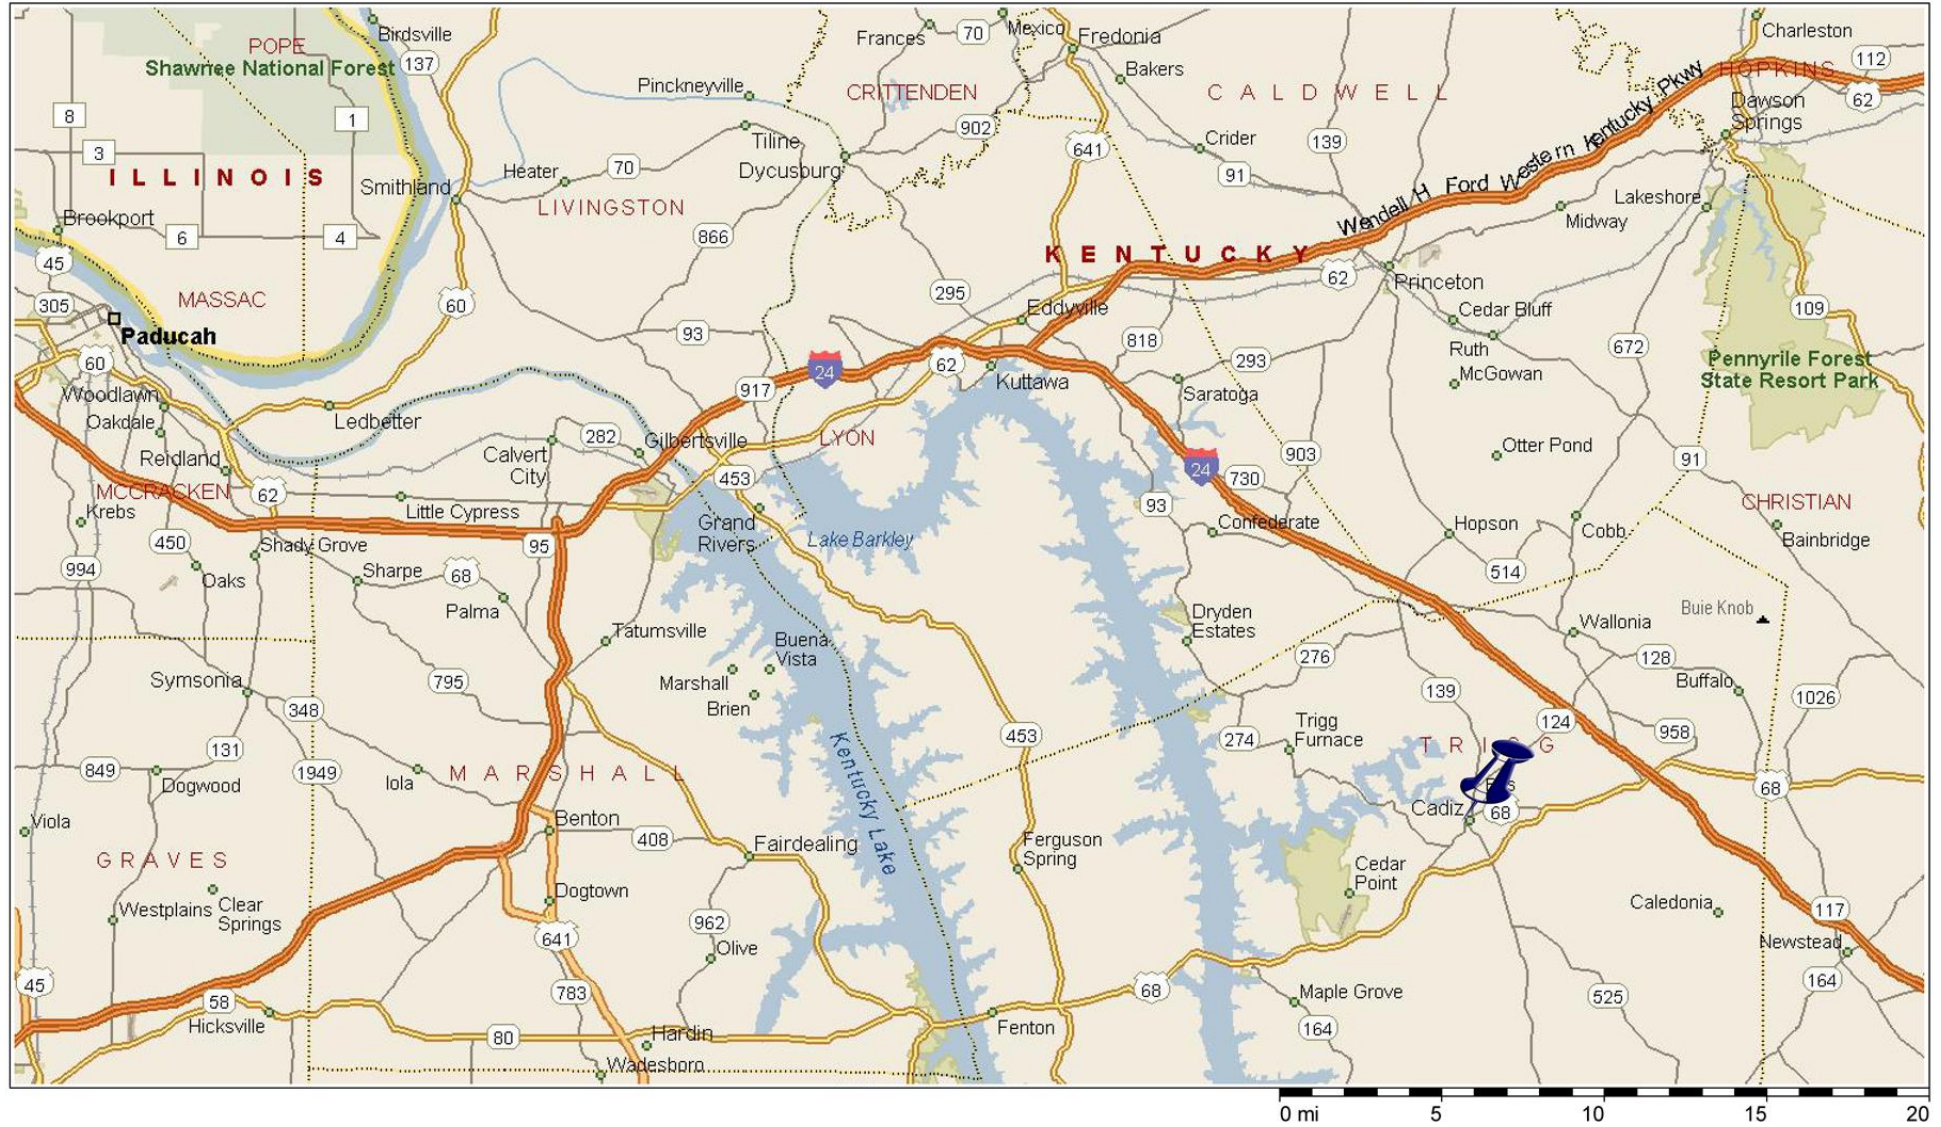 Birdsville
Frances
70
Mexico
Fredonia
Charleston
POPE
Shawnee National Forest
137
Bakers
112
HOPKINS
Pinckneyville
CRITTENDEN
CALDWELL
62
Dawson
Springs
8
1
Tiline
902
641
Crider
139
3
Dycusburg
Wendell H Ford Western Kentucky Pkwy
ILLINOIS
Smithland
Heater
70
91
Lakeshore
Brookport
LIVINGSTON
Midway
6
4
866
45
KENTUCKY
62
Princeton
305
MASSAC
60
295
Eddyville
Cedar Bluff
109
Paducah
93
818
Ruth
672
60
24
62
Kuttawa
293
McGowan
Pennyrile Forest
State Resort Park
Woodlawn
917
Saratoga
Oakdale
Ledbetter
282
Gilbertsville
LYON
Otter Pond
Reidland
Calvert
City
453
24
730
903
91
MCCRACKEN
62
Little Cypress
93
CHRISTIAN
Krebs
Grand
Rivers
Lake Barkley
Confederate
Hopson
Cobb
Bainbridge
450
Shady Grove
95
994
Oaks
Sharpe
68
514
Palma
Dryden
Estates
Buie Knob
Tatumsville
Buena
Vista
Wallonia
276
128
Symsonia
795
Marshall
Brien
139
Buffalo
1026
348
Trigg
Furnace
124
131
453
274
TRIGG
958
849
Dogwood
1949
Iola
MARSHALL
Kentucky Lake
68
Cadiz
68
Viola
Benton
408
Fairdealing
Ferguson
Spring
GRAVES
Cedar
Point
Westplains
Clear
Springs
Dogtown
Caledonia
117
641
962
Olive
Newstead
45
58
783
68
Maple Grove
525
164
Hicksville
80
Hardin
Fenton
164
Wadesboro
0 mi 5 10 15 20